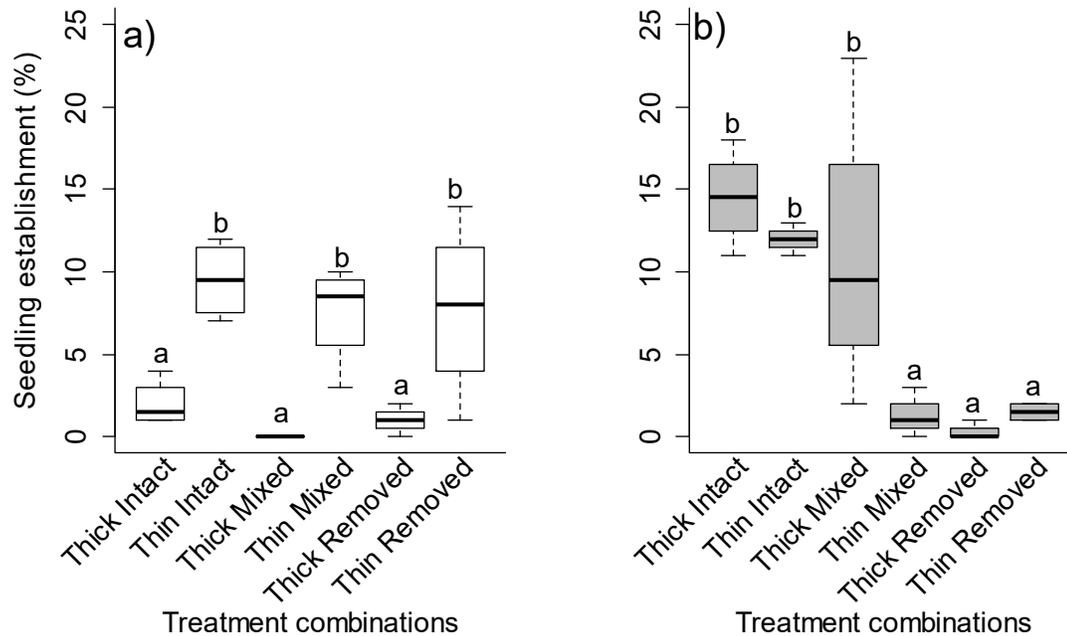 a)
Seedling establishment (%)
25
20
15
10
5
0
a
b
a
b
a
b
Thick Intact
Thin Intact
Thick Mixed
Thin Mixed
Thick Removed
Thin Removed
Treatment combinations
b)
25
20
15
10
5
0
b
b
b
a
a
a
Thick Intact
Thin Intact
Thick Mixed
Thin Mixed
Thick Removed
Thin Removed
Treatment combinations